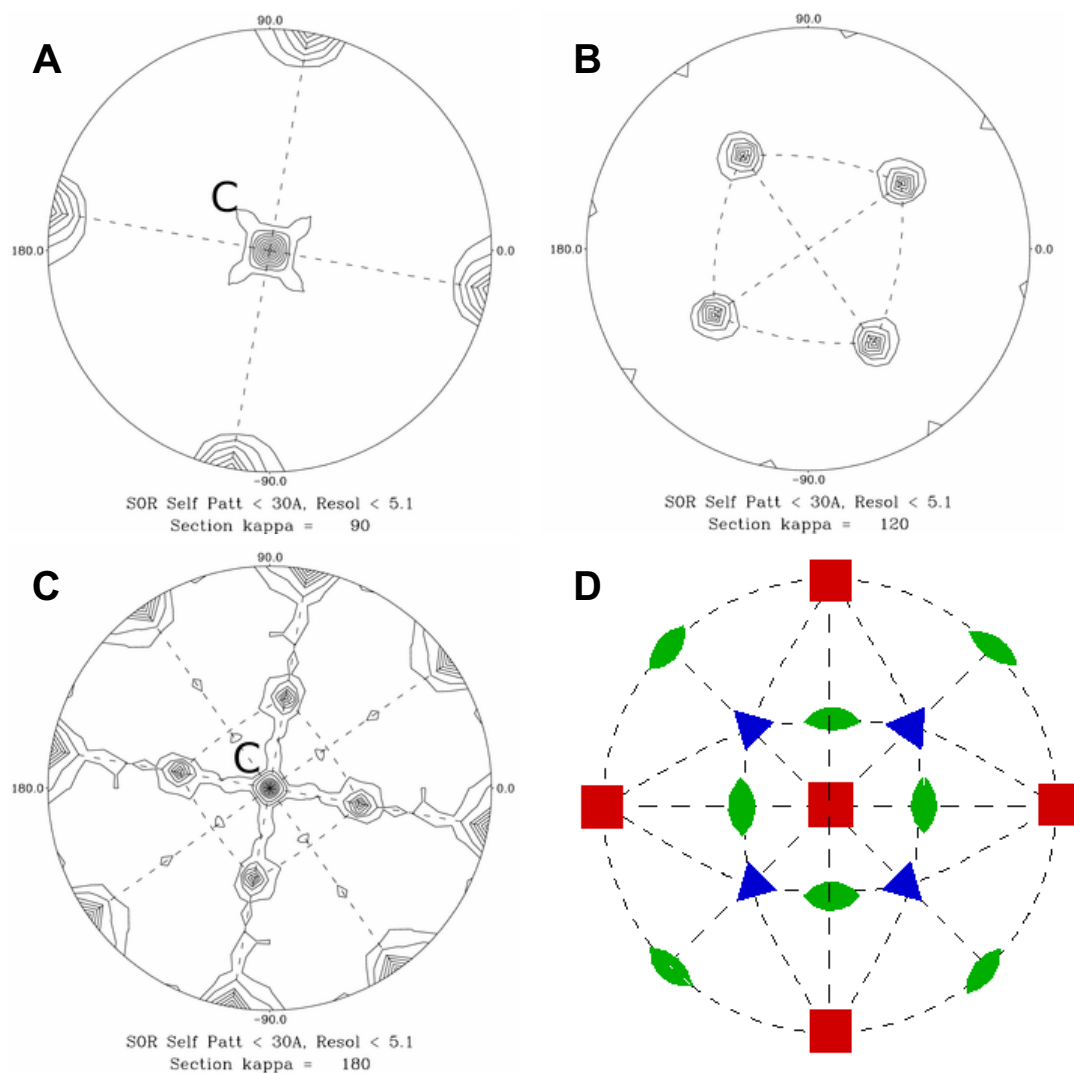 A
90.0
C
180.0
0.0
-90.0
SOR Self Patt < 30A, Resol < 5.1
Section kappa = 90
B
90.0
180.0
0.0
-90.0
SOR Self Patt < 30A, Resol < 5.1
Section kappa = 120
C
90.0
C
180.0
0.0
-90.0
SOR Self Patt < 30A, Resol < 5.1
Section kappa = 180
D